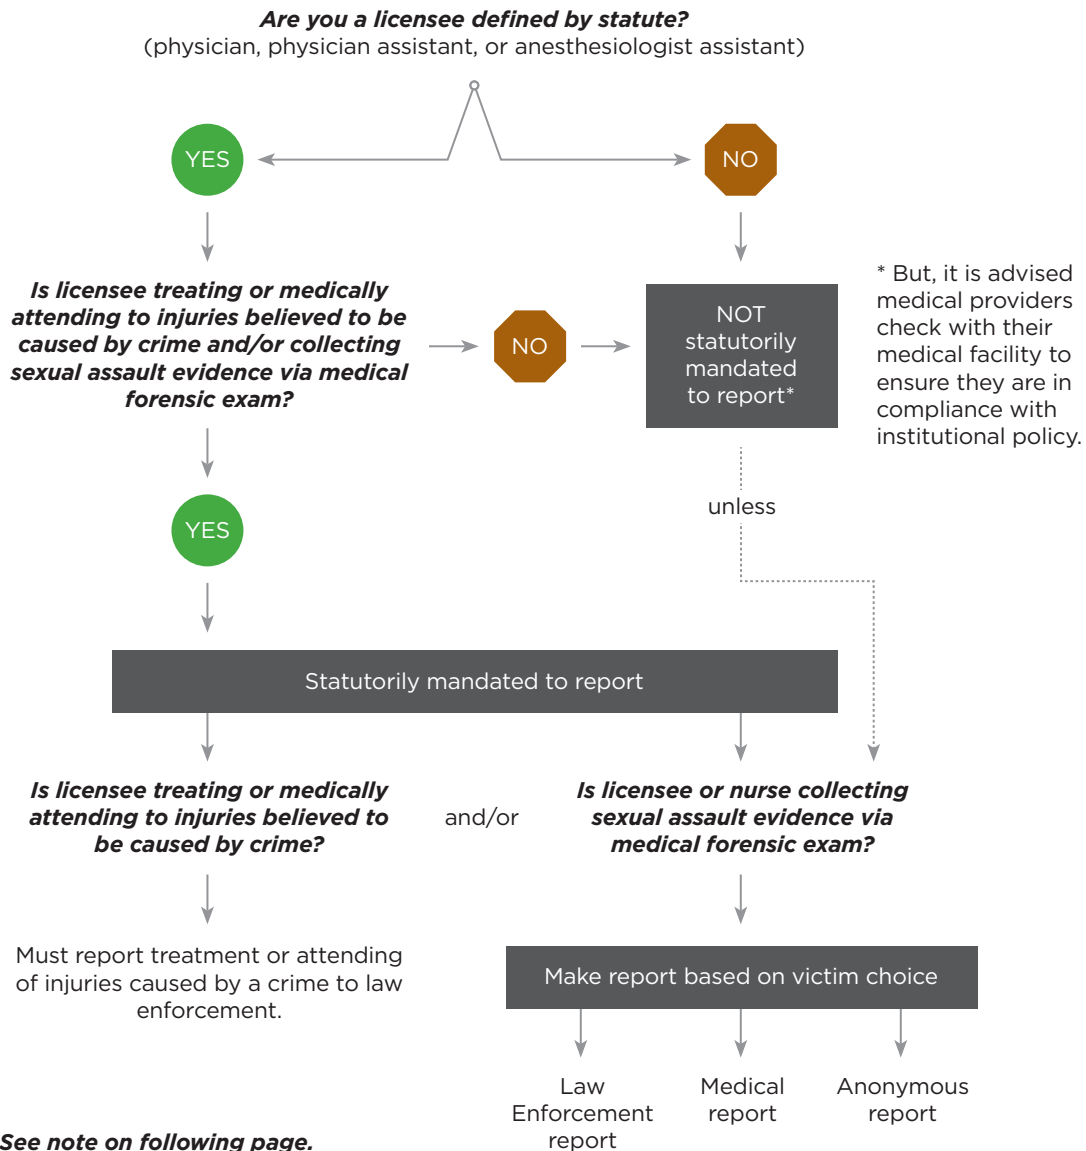 Are you a licensee defined by statute?
(physician, physician assistant, or anesthesiologist assistant)
YES
NO
Is licensee treating or medically
attending to injuries believed to be
caused by crime and/or collecting
sexual assault evidence via medical
forensic exam?
NO
NOT
statutorily
mandated
to report*
* But, it is advised
medical providers
check with their
medical facility to
ensure they are in
compliance with
institutional policy.
unless
YES
Statutorily mandated to report
Is licensee treating or medically
attending to injuries believed to
be caused by crime?
and/or
Is licensee or nurse collecting
sexual assault evidence via
medical forensic exam?
Must report treatment or attending
of injuries caused by a crime to law
enforcement.
Make report based on victim choice
Law
Enforcement
report
Medical
report
Anonymous
report
See note on following page.